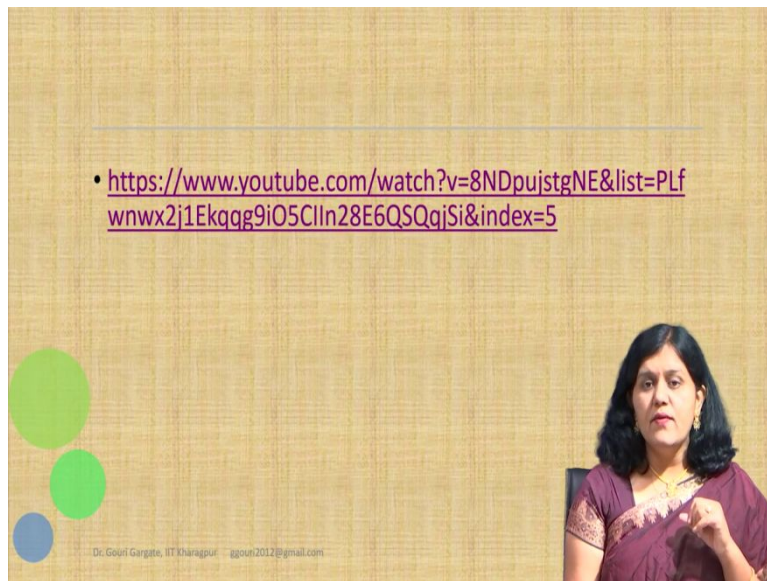 • https://www.youtube.com/watch?v=8NDpujstgNE&list=PLf
wnwx2j1Ekqqg9iO5CIIn28E6QSQqjSi&index=5
Dr. Gouri Gargate, IIT Kharagpur ggouri2012@gmail.com